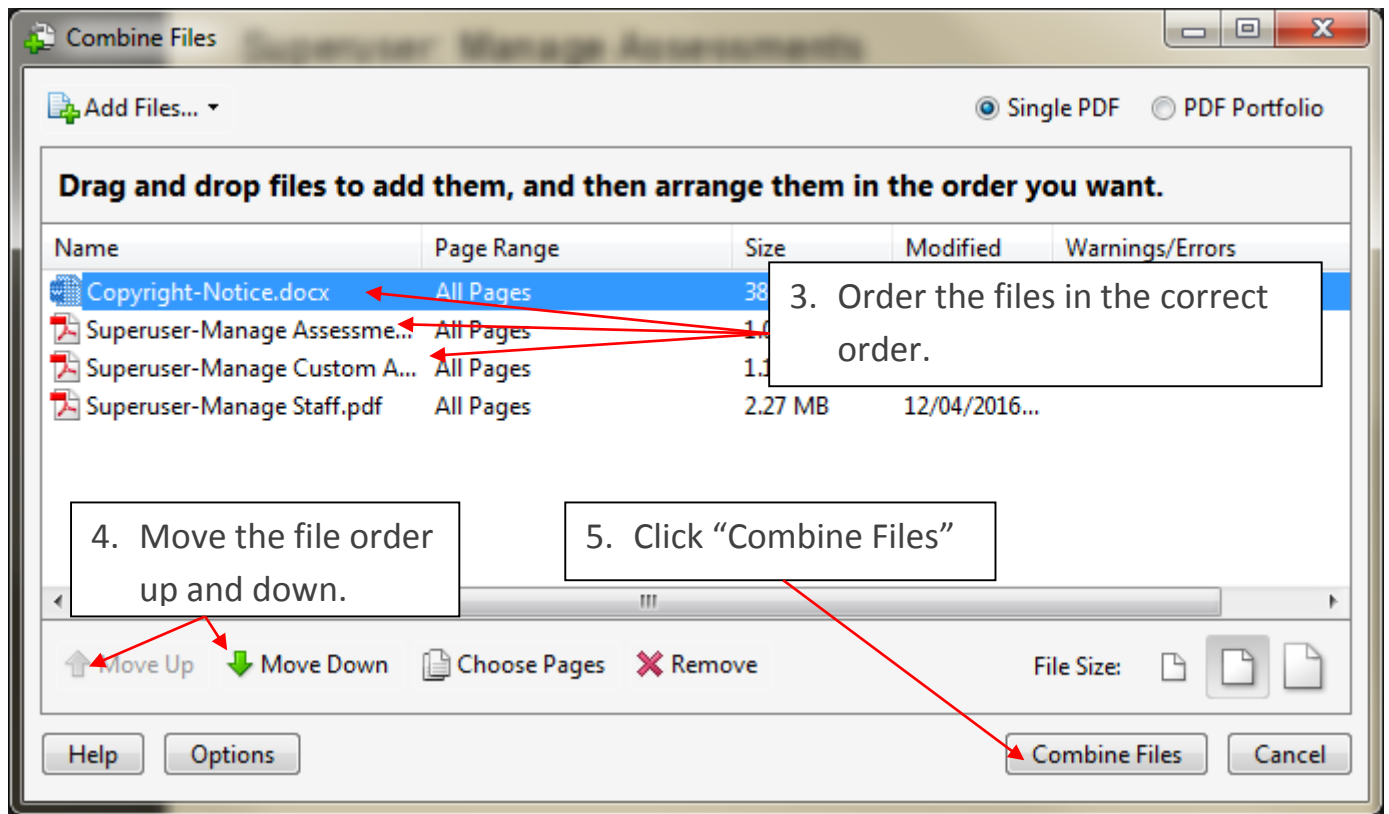 Combine Files
Superuser: Manage Assessments
Add Files...
Single PDF PDF Portfolio
Drag and drop files to add them, and then arrange them in the order you want.
Name Page Range Size Modified Warnings/Errors
Copyright-Notice.docx All Pages 38
Superuser-Manage Assessme... All Pages
Superuser-Manage Custom A... All Pages
Superuser-Manage Staff.pdf All Pages 2.27 MB 12/04/2016...
3. Order the files in the correct
order.
4. Move the file order
up and down.
5. Click “Combine Files”
Move Up Move Down Choose Pages Remove File Size:
Help Options Combine Files Cancel